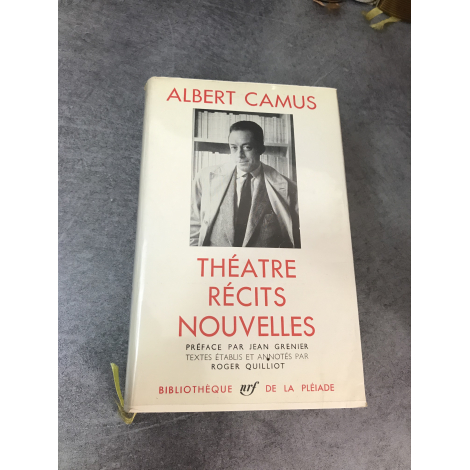 ALBERT CAMUS
THÉATRE
RÉCITS
NOUVELLES
PRÉFACE PAR JEAN GRENIER
TEXTES ÉTABLIS ET ANNOTÉS PAR
ROGER QUILLIOT
BIBLIOTHÈQUE nrf DE LA PLÉIADE